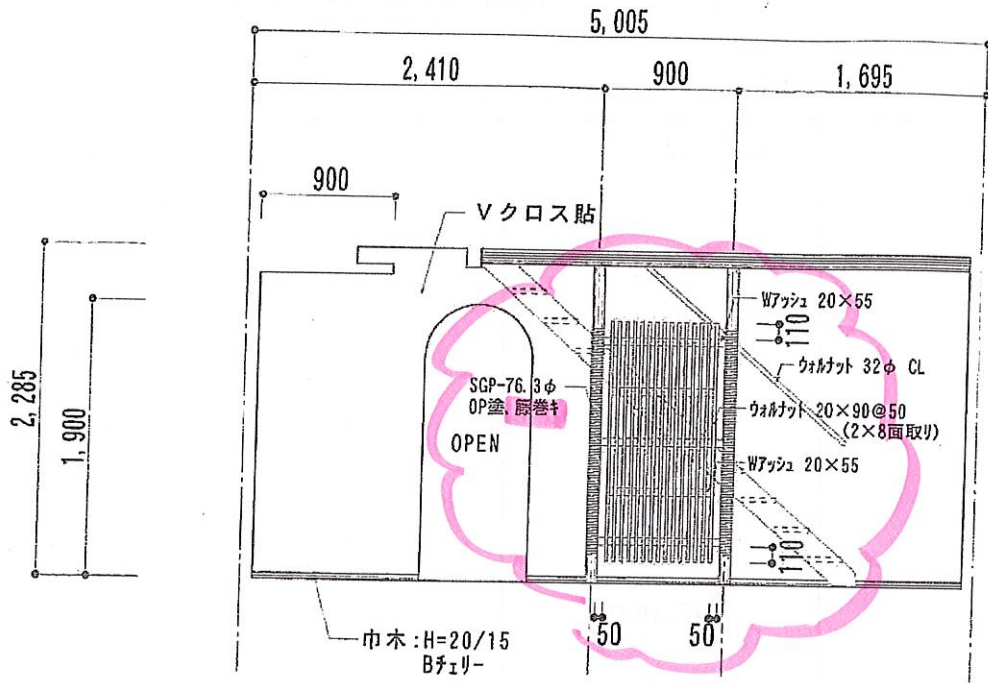 5,005
2,410
900
1,695
900
Vクロス貼
Wアッシュ 20×55
110
ウォルナット 32φ CL
SGP-76.3φ
OP塗、籐巻キ
ウォルナット 20×90@50
(2×8面取り)
OPEN
Wアッシュ 20×55
2,285
1,900
110
50
50
巾木:H=20/15
Bチェリー